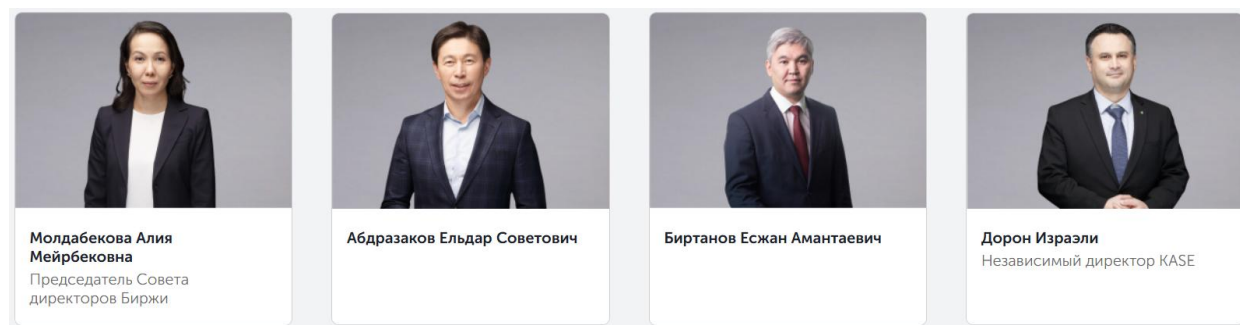 Молдабекова Алия
Мейрбековна
Председатель Совета
директоров Биржи
Абдразаков Ельдар Советович
Биртанов Есжан Амантаевич
Дорон Израэли
Независимый директор KASE